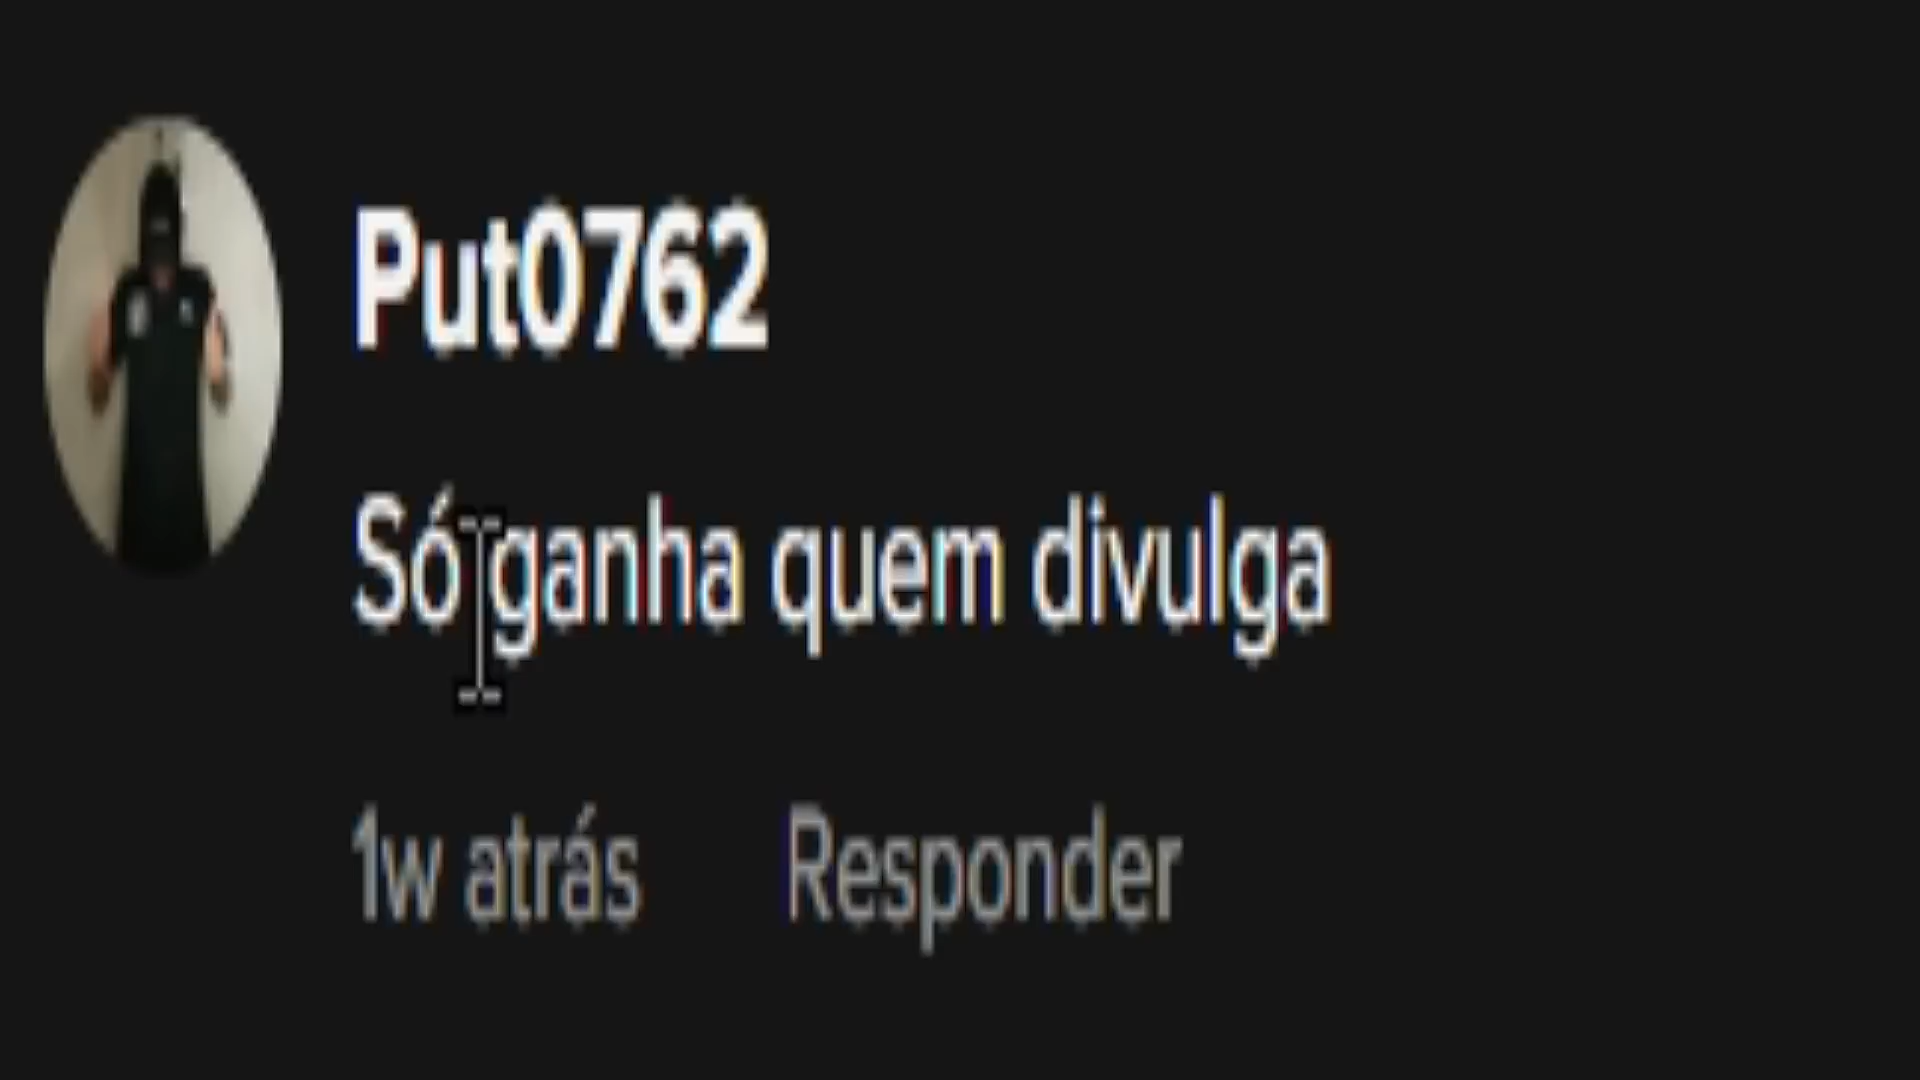 Put0762
Só ganha quem divulga
1w atrás Responder